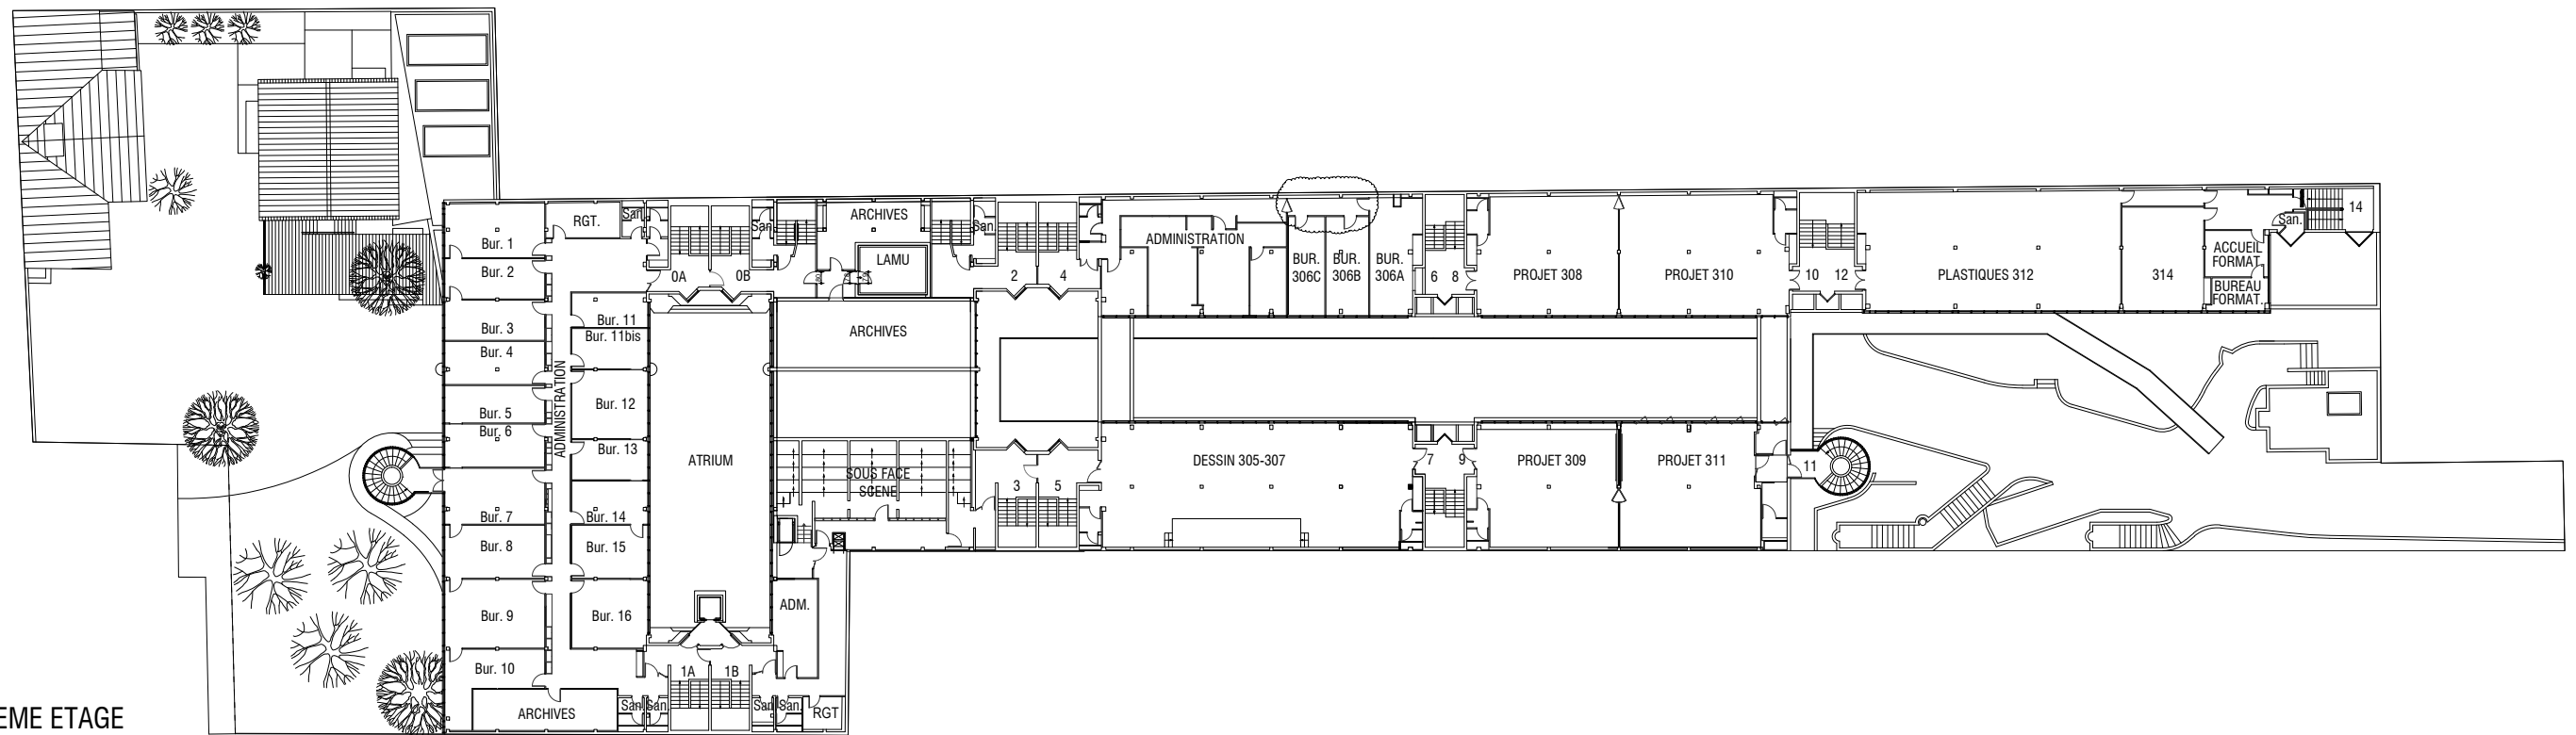 Bur. 1
Bur. 2
Bur. 3
Bur. 4
Bur. 5
Bur. 6
Bur. 7
Bur. 8
Bur. 9
Bur. 10
ARCHIVES
ADMINISTRATION
RGT.
San.
Bur. 11
Bur. 11bis
Bur. 12
Bur. 13
Bur. 14
Bur. 15
Bur. 16
0A
0B
San.
ATRIUM
1A
1B
San.
San.
San.
San.
RGT
ADM.
ARCHIVES
LAMU
ARCHIVES
SOUS FACE
SCENE
San.
2
4
3
5
ADMINISTRATION
BUR.
306C
BUR.
306B
BUR.
306A
6
8
DESSIN 305-307
7
9
PROJET 308
PROJET 310
PROJET 309
PROJET 311
10
12
11
PLASTIQUES 312
314
ACCUEIL
FORMAT.
BUREAU
FORMAT.
San.
14
EME ETAGE